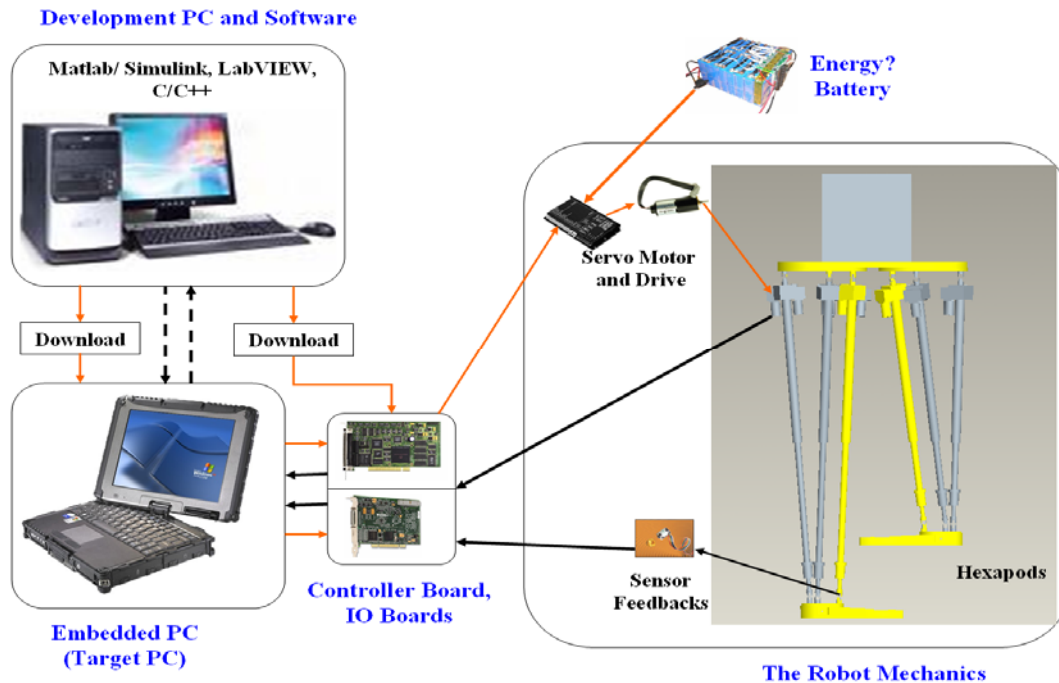 Development PC and Software
Matlab/ Simulink, LabVIEW,
C/C++
Energy?
Battery
Servo Motor
and Drive
Download
Download
Controller Board,
IO Boards
Sensor
Feedbacks
Hexapods
Embedded PC
(Target PC)
The Robot Mechanics